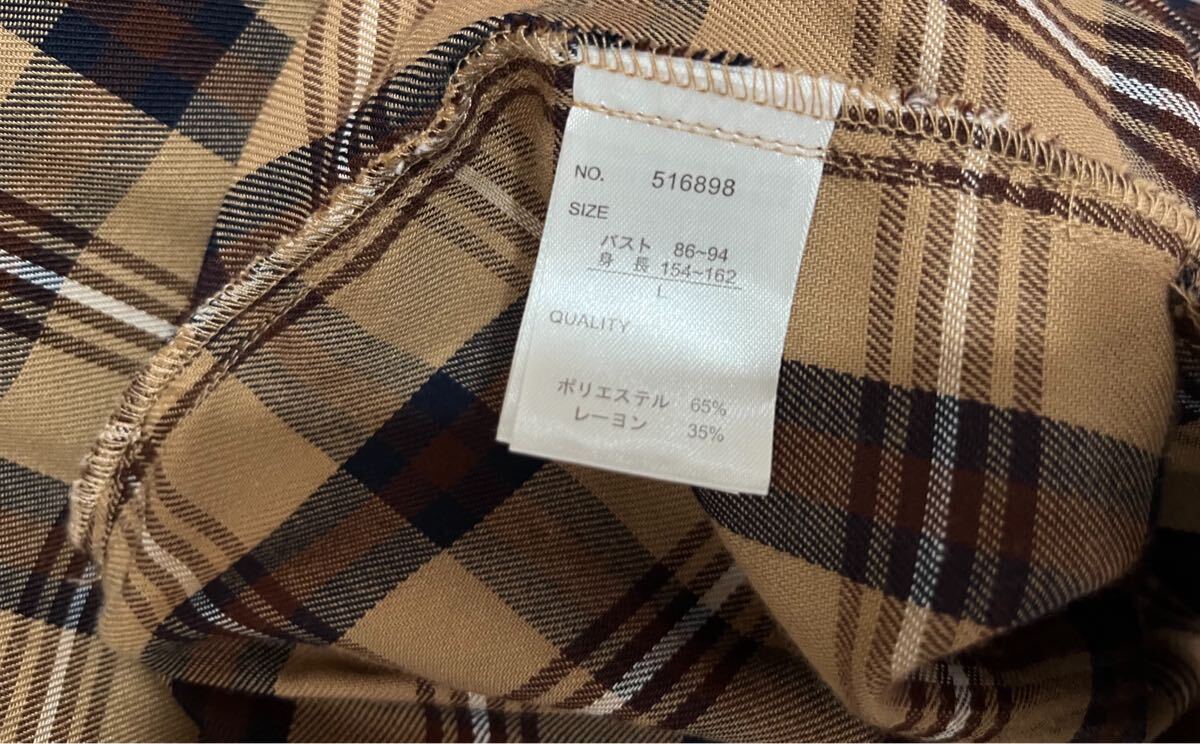 NO. 516898
SIZE
バスト 86~94
身長 154~162
L
QUALITY
ポリエステル 65%
レーヨン 35%